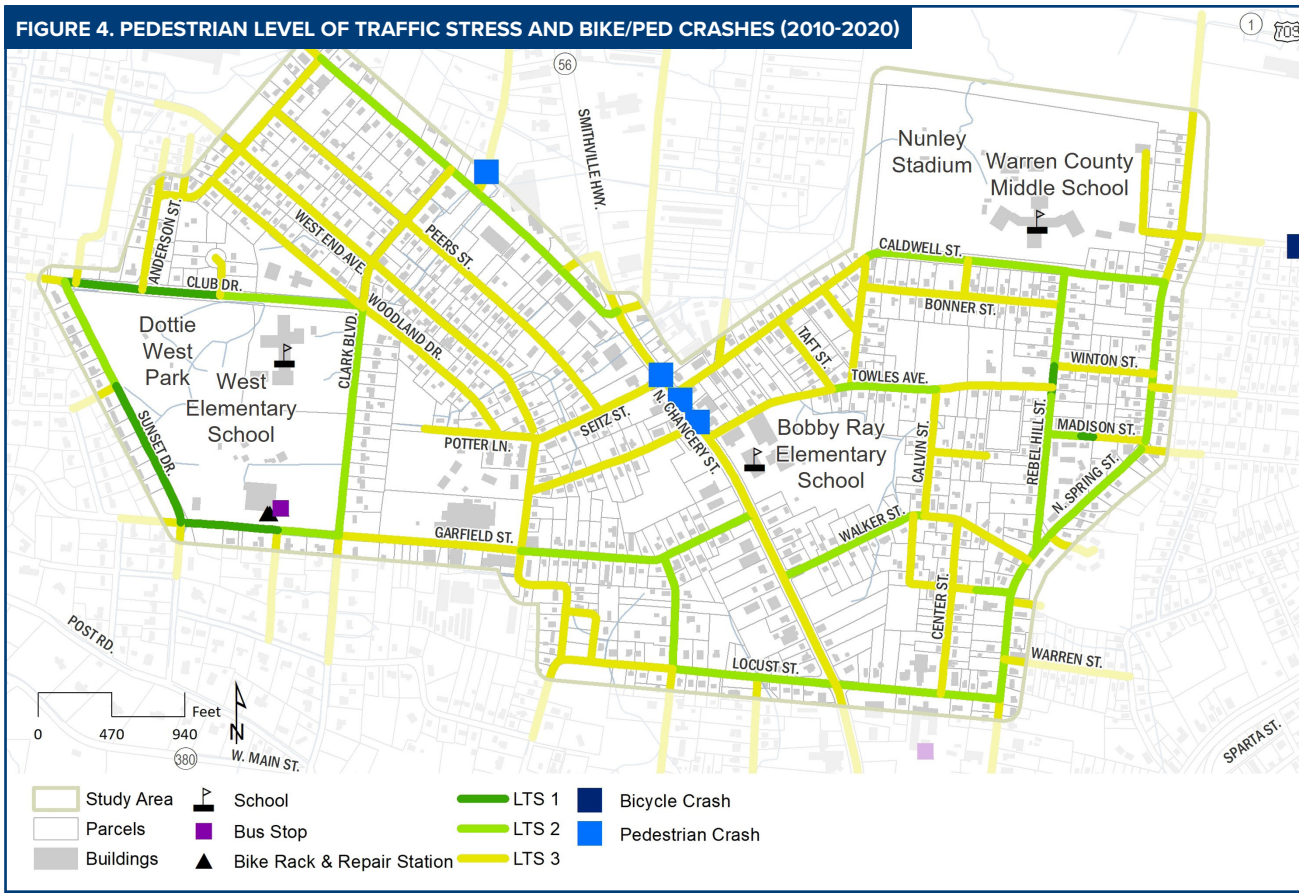 FIGURE 4. PEDESTRIAN LEVEL OF TRAFFIC STRESS AND BIKE/PED CRASHES (2010-2020)
1
56
SMITHVILLE HWY.
Nunley
Stadium
Warren County
Middle School
ANDERSON ST.
WEST END AVE.
PEERS ST.
CALDWELL ST.
CLUB DR.
WOODLAND DR.
BONNER ST.
Dottie
West
Park
CLARK BLVD.
TAFT ST.
WINTON ST.
West
Elementary
School
TOWLES AVE.
SUNSET DR.
SEITZ ST.
N. CHANCERY ST.
POTTER LN.
Bobby Ray
Elementary
School
CALVIN ST.
REBEL HILL ST.
MADISON ST.
N. SPRING ST.
GARFIELD ST.
WALKER ST.
CENTER ST.
POST RD.
LOCUST ST.
WARREN ST.
Feet
0 470 940
N
380
W. MAIN ST.
SPARTA ST.
Study Area
Parcels
Buildings
School
Bus Stop
Bike Rack & Repair Station
LTS 1
LTS 2
LTS 3
Bicycle Crash
Pedestrian Crash